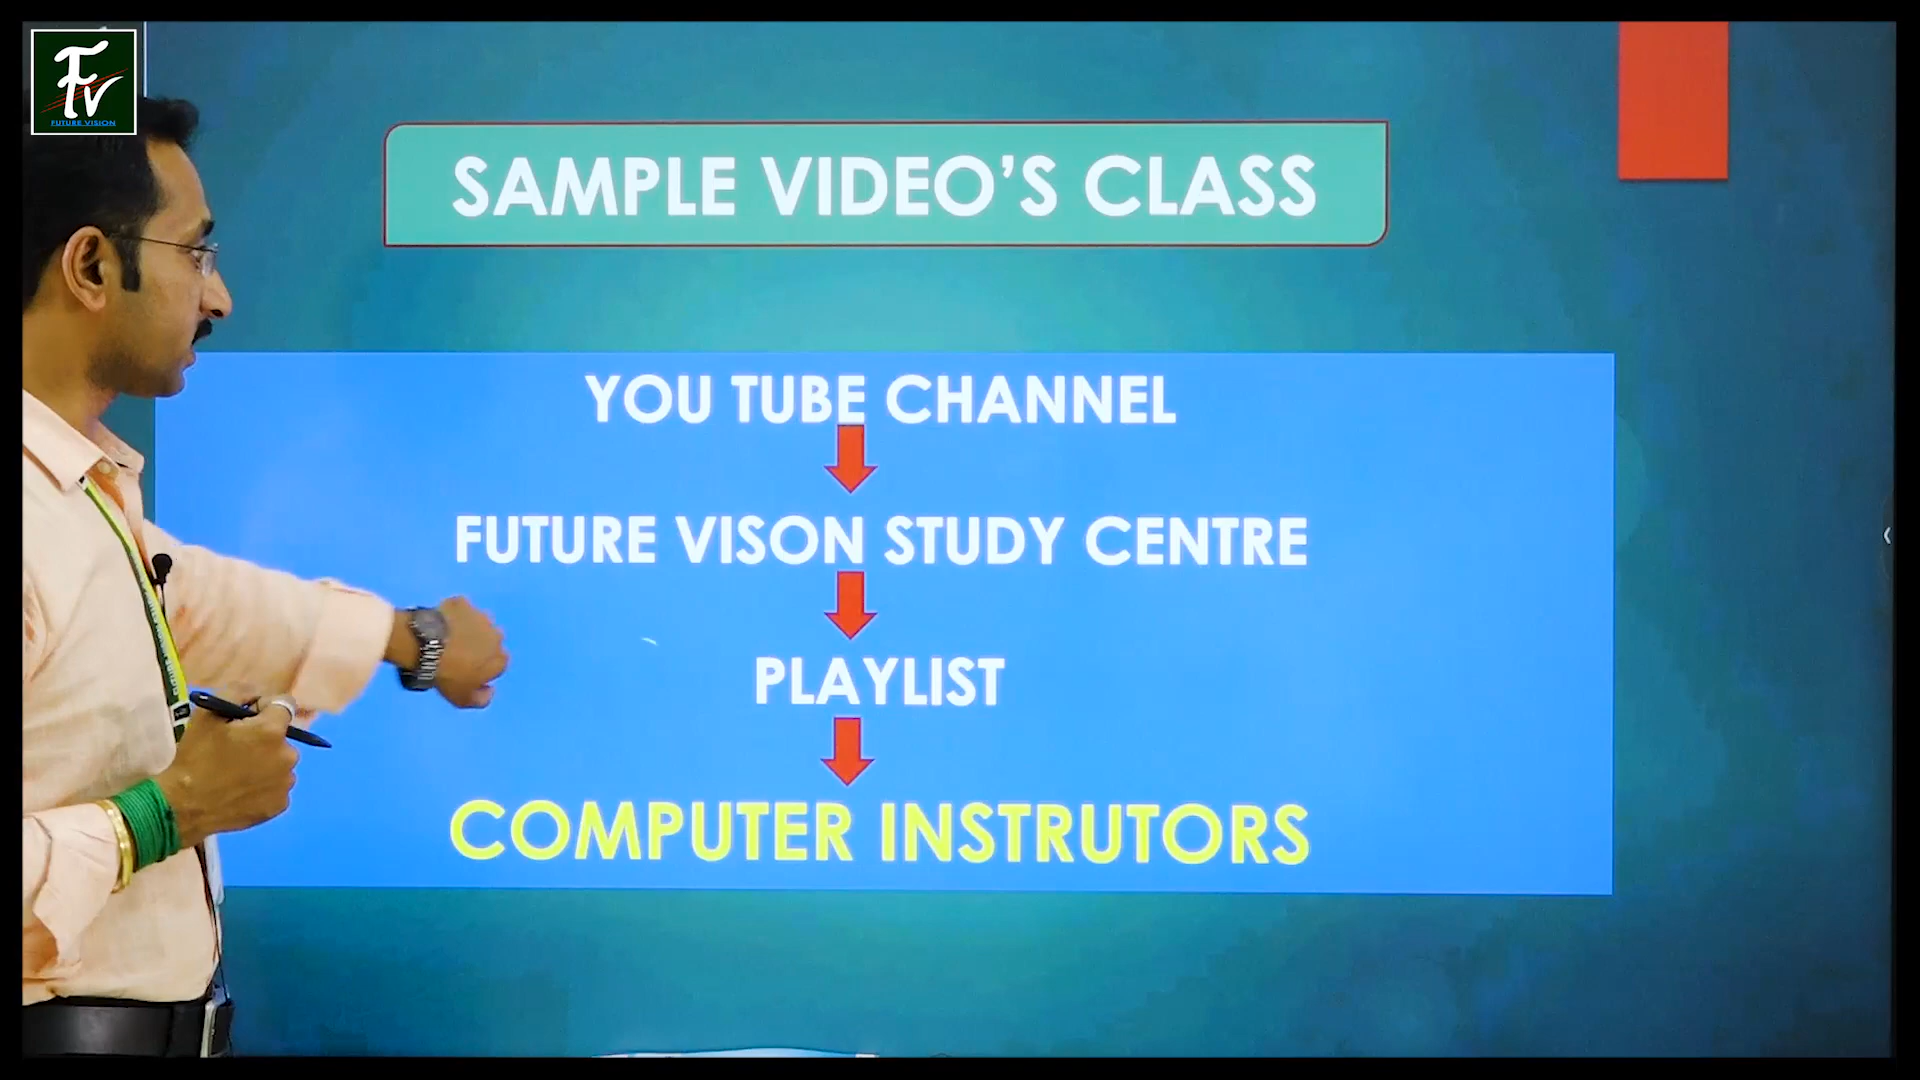 FV
FUTURE VISION
SAMPLE VIDEO'S CLASS
YOU TUBE CHANNEL
FUTURE VISON STUDY CENTRE
PLAYLIST
COMPUTER INSTRUTORS